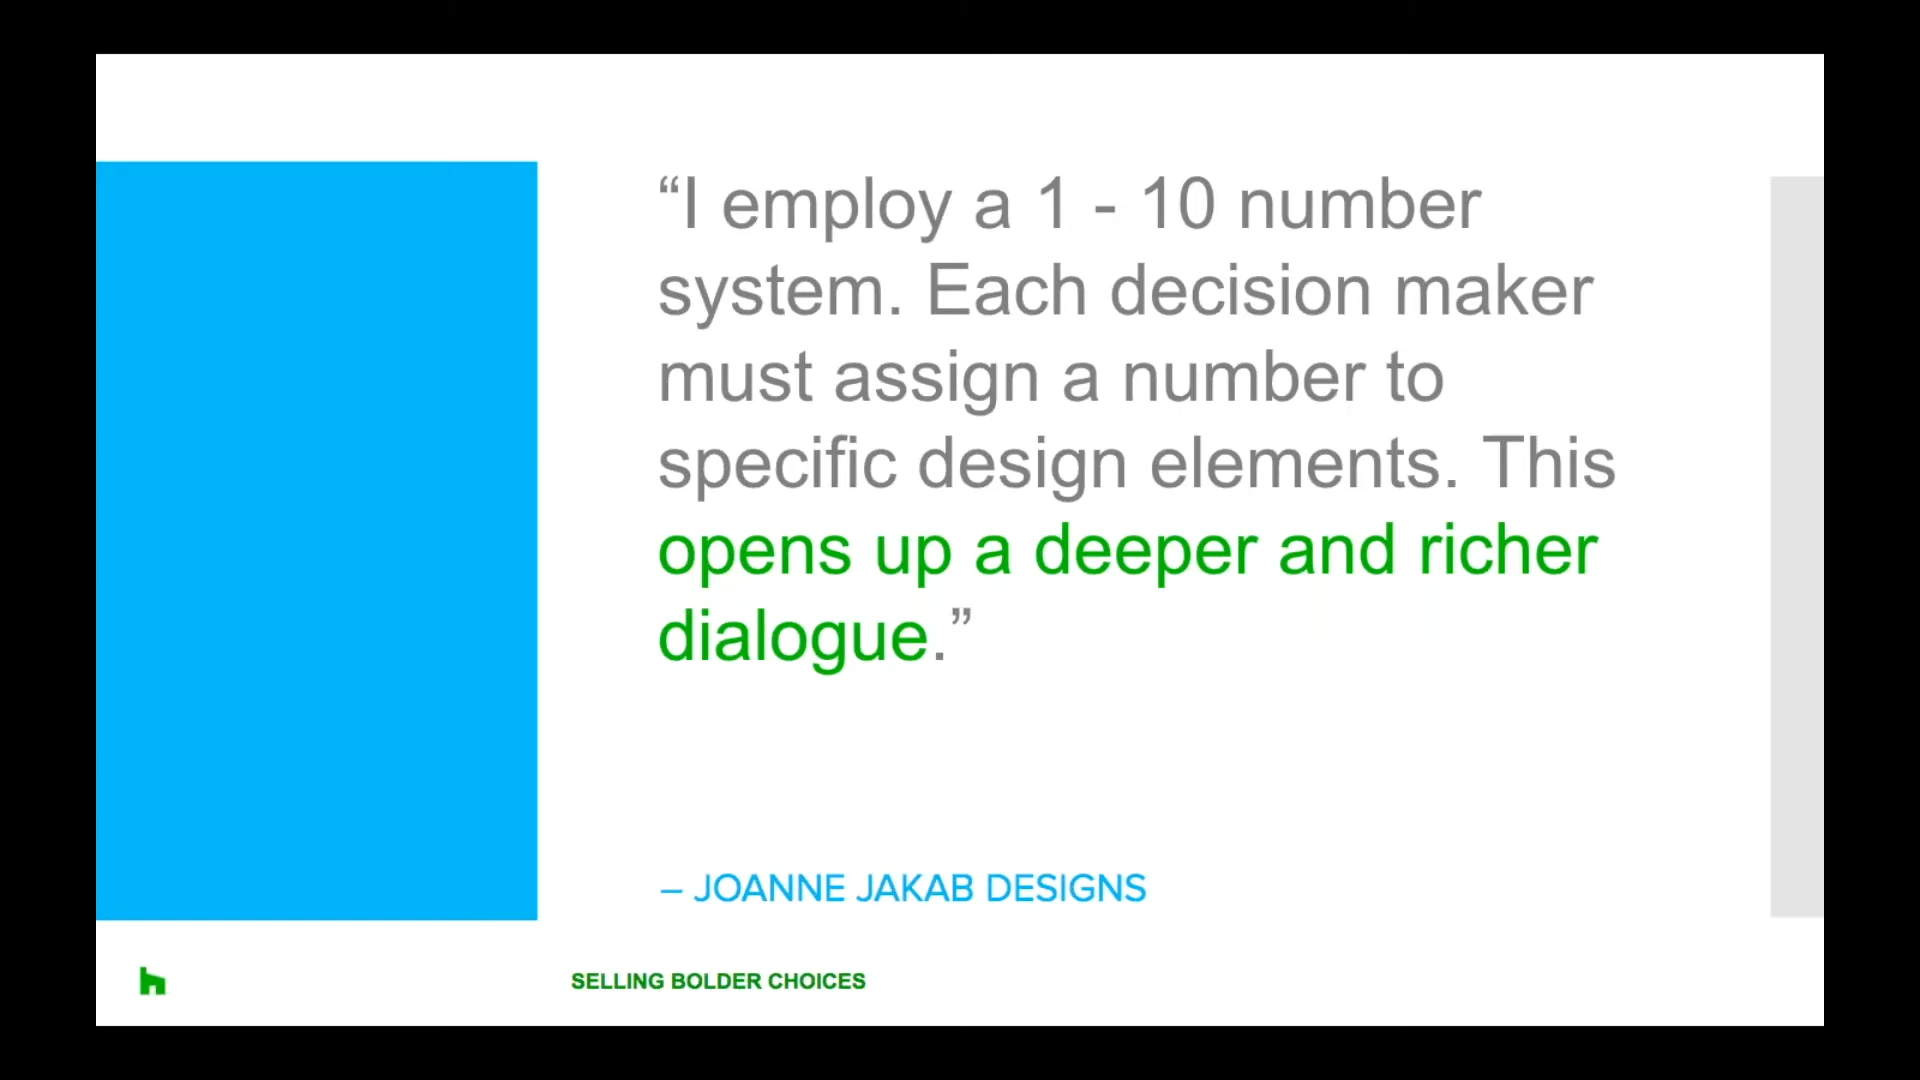 “I employ a 1 - 10 number
system. Each decision maker
must assign a number to
specific design elements. This
opens up a deeper and richer
dialogue.”
– JOANNE JAKAB DESIGNS
SELLING BOLDER CHOICES